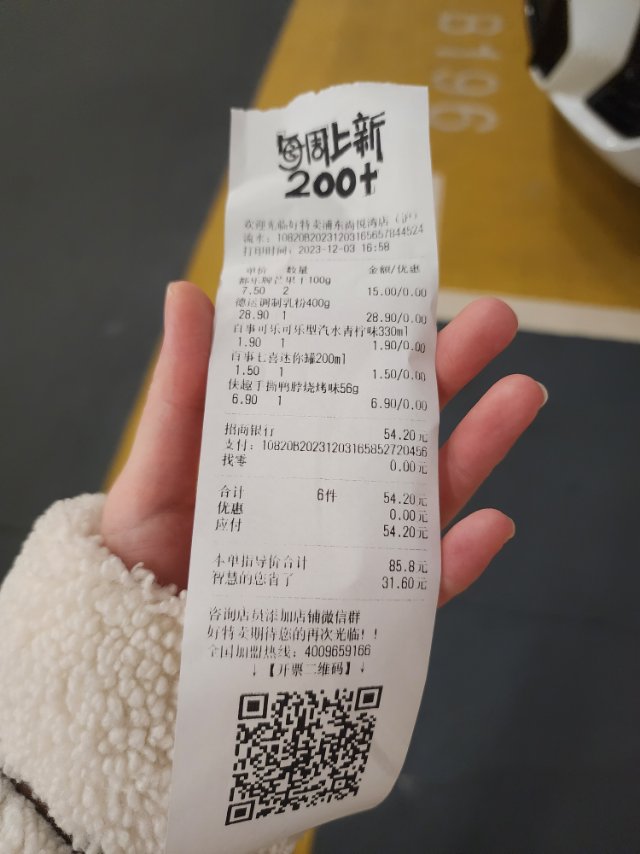 B196
每周上新
200+
欢迎光临好特卖浦东尚悦湾店（沪）
流水：10820B20231203165657844524
打印时间：2023-12-03 16:58
单价 数量 金额/优惠
都乐牌芒果干100g
7.50 2 15.00/0.00
德运调制乳粉400g
28.90 1 28.90/0.00
百事可乐可乐型汽水青柠味330ml
1.90 1 1.90/0.00
百事七喜迷你罐200ml
1.50 1 1.50/0.00
伏趣手撕鸭脖烧烤味56g
6.90 1 6.90/0.00
招商银行 54.20元
支付：10820B20231203165852720456
找零 0.00元
合计 6件 54.20元
优惠 0.00元
应付 54.20元
本单指导价合计 85.8元
智慧的您省了 31.60元
咨询店员添加店铺微信群
好特卖期待您的再次光临！！
全国加盟热线：4009659166
↓【开票二维码】↓